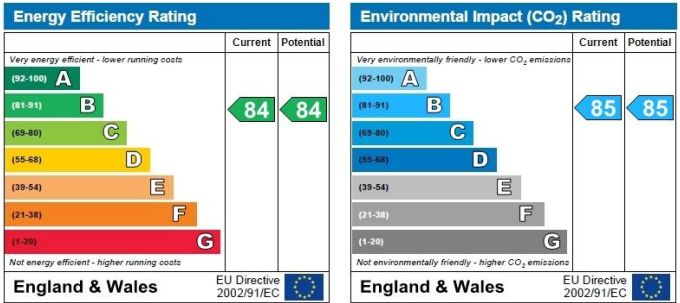 Energy Efficiency Rating
Current Potential
Very energy efficient - lower running costs
(92-100) A
(81-91) B
84 84
(69-80) C
(55-68) D
(39-54) E
(21-38) F
(1-20) G
Not energy efficient - higher running costs
England & Wales
EU Directive
2002/91/EC
Environmental Impact (CO₂) Rating
Current Potential
Very environmentally friendly - lower CO₂ emissions
(92-100) A
(81-91) B
85 85
(69-80) C
(55-68) D
(39-54) E
(21-38) F
(1-20) G
Not environmentally friendly - higher CO₂ emissions
England & Wales
EU Directive
2002/91/EC